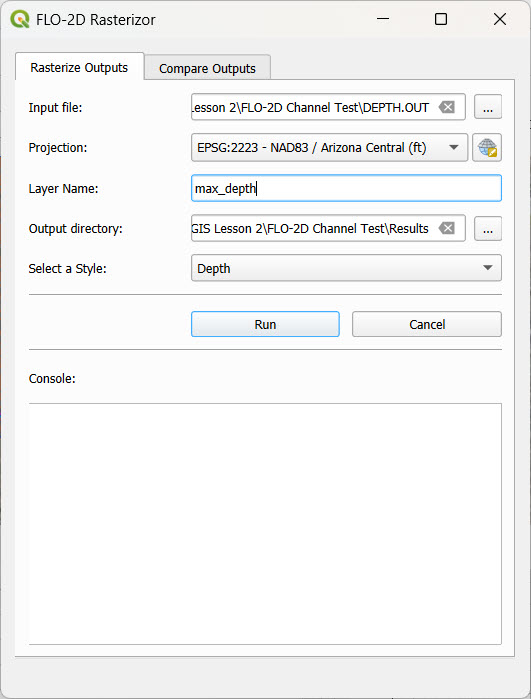 FLO-2D Rasterizor
Rasterize Outputs Compare Outputs
Input file: Lesson 2\FLO-2D Channel Test\DEPTH.OUT ...
Projection: EPSG:2223 - NAD83 / Arizona Central (ft)
Layer Name: max_depth
Output directory: GIS Lesson 2\FLO-2D Channel Test\Results ...
Select a Style: Depth
Run Cancel
Console: